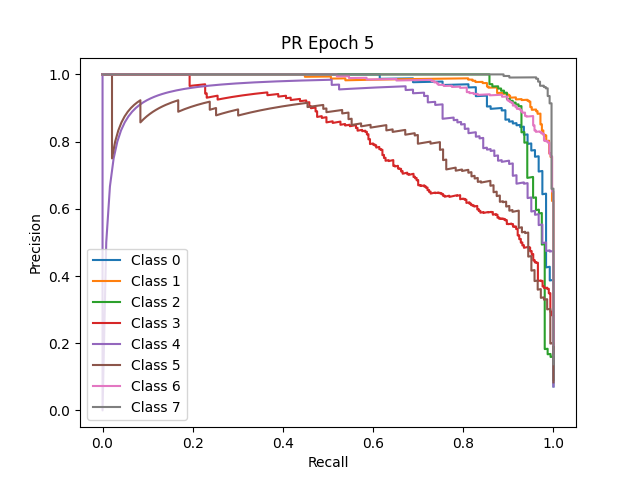 PR Epoch 5
Precision
1.0
0.8
0.6
0.4
0.2
0.0
Class 0
Class 1
Class 2
Class 3
Class 4
Class 5
Class 6
Class 7
0.0 0.2 0.4 0.6 0.8 1.0
Recall